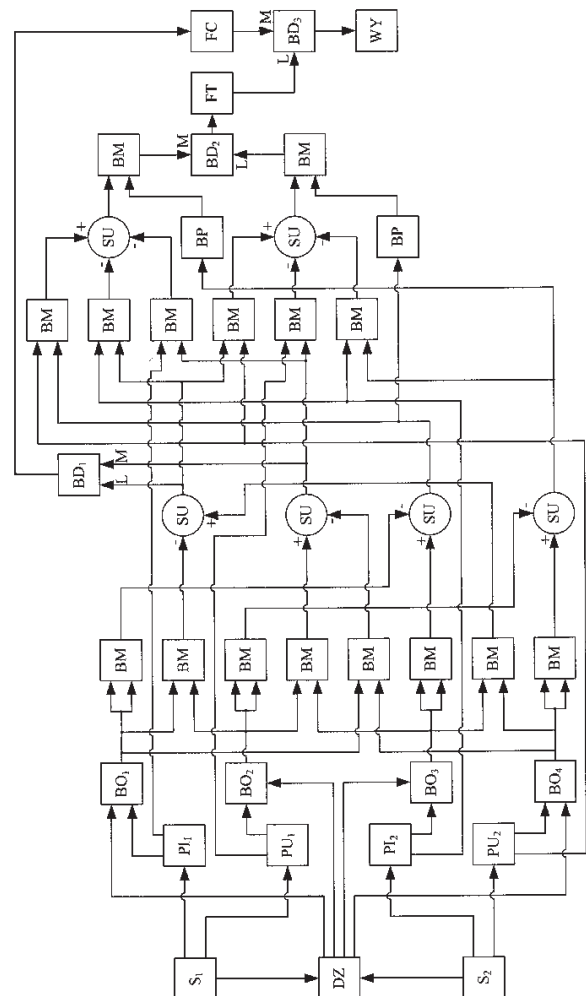 S₂
DZ
S₁
PU₂
PI₂
PU₁
PI₁
BO₄
BO₃
BO₂
BO₁
BM
BM
BM
BM
BM
BM
BM
BM
+
-
SU
+
-
SU
+
-
SU
-
+
SU
L
M
BD₁
BM
BM
BM
BM
BM
BM
-
-
+
SU
-
-
+
SU
BP
BP
BM
BM
L
M
BD₂
FT
FC
L
M
BD₃
WY